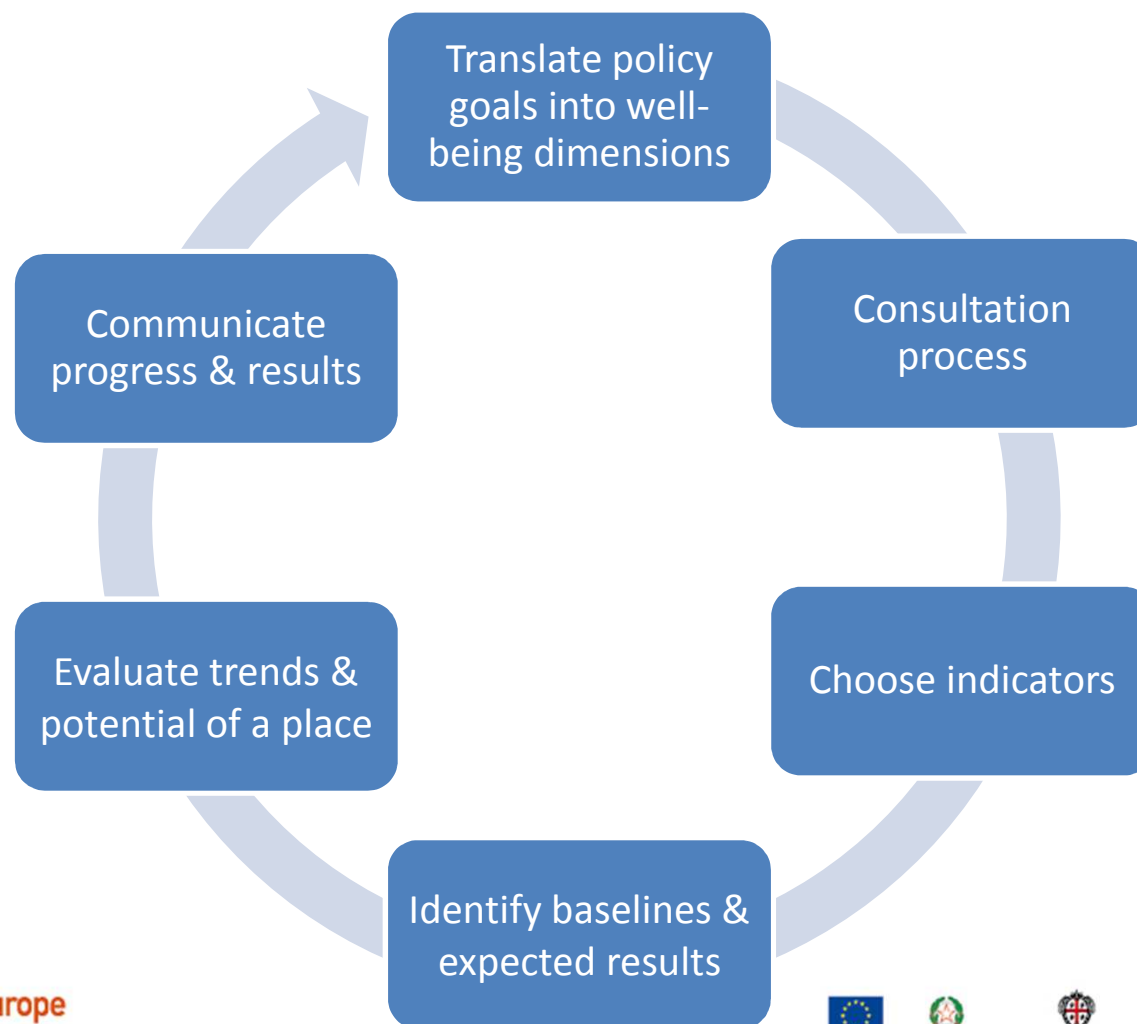 Translate policy
goals into well-
being dimensions
Consultation
process
Choose indicators
Identify baselines &
expected results
Evaluate trends &
potential of a place
Communicate
progress & results
urope